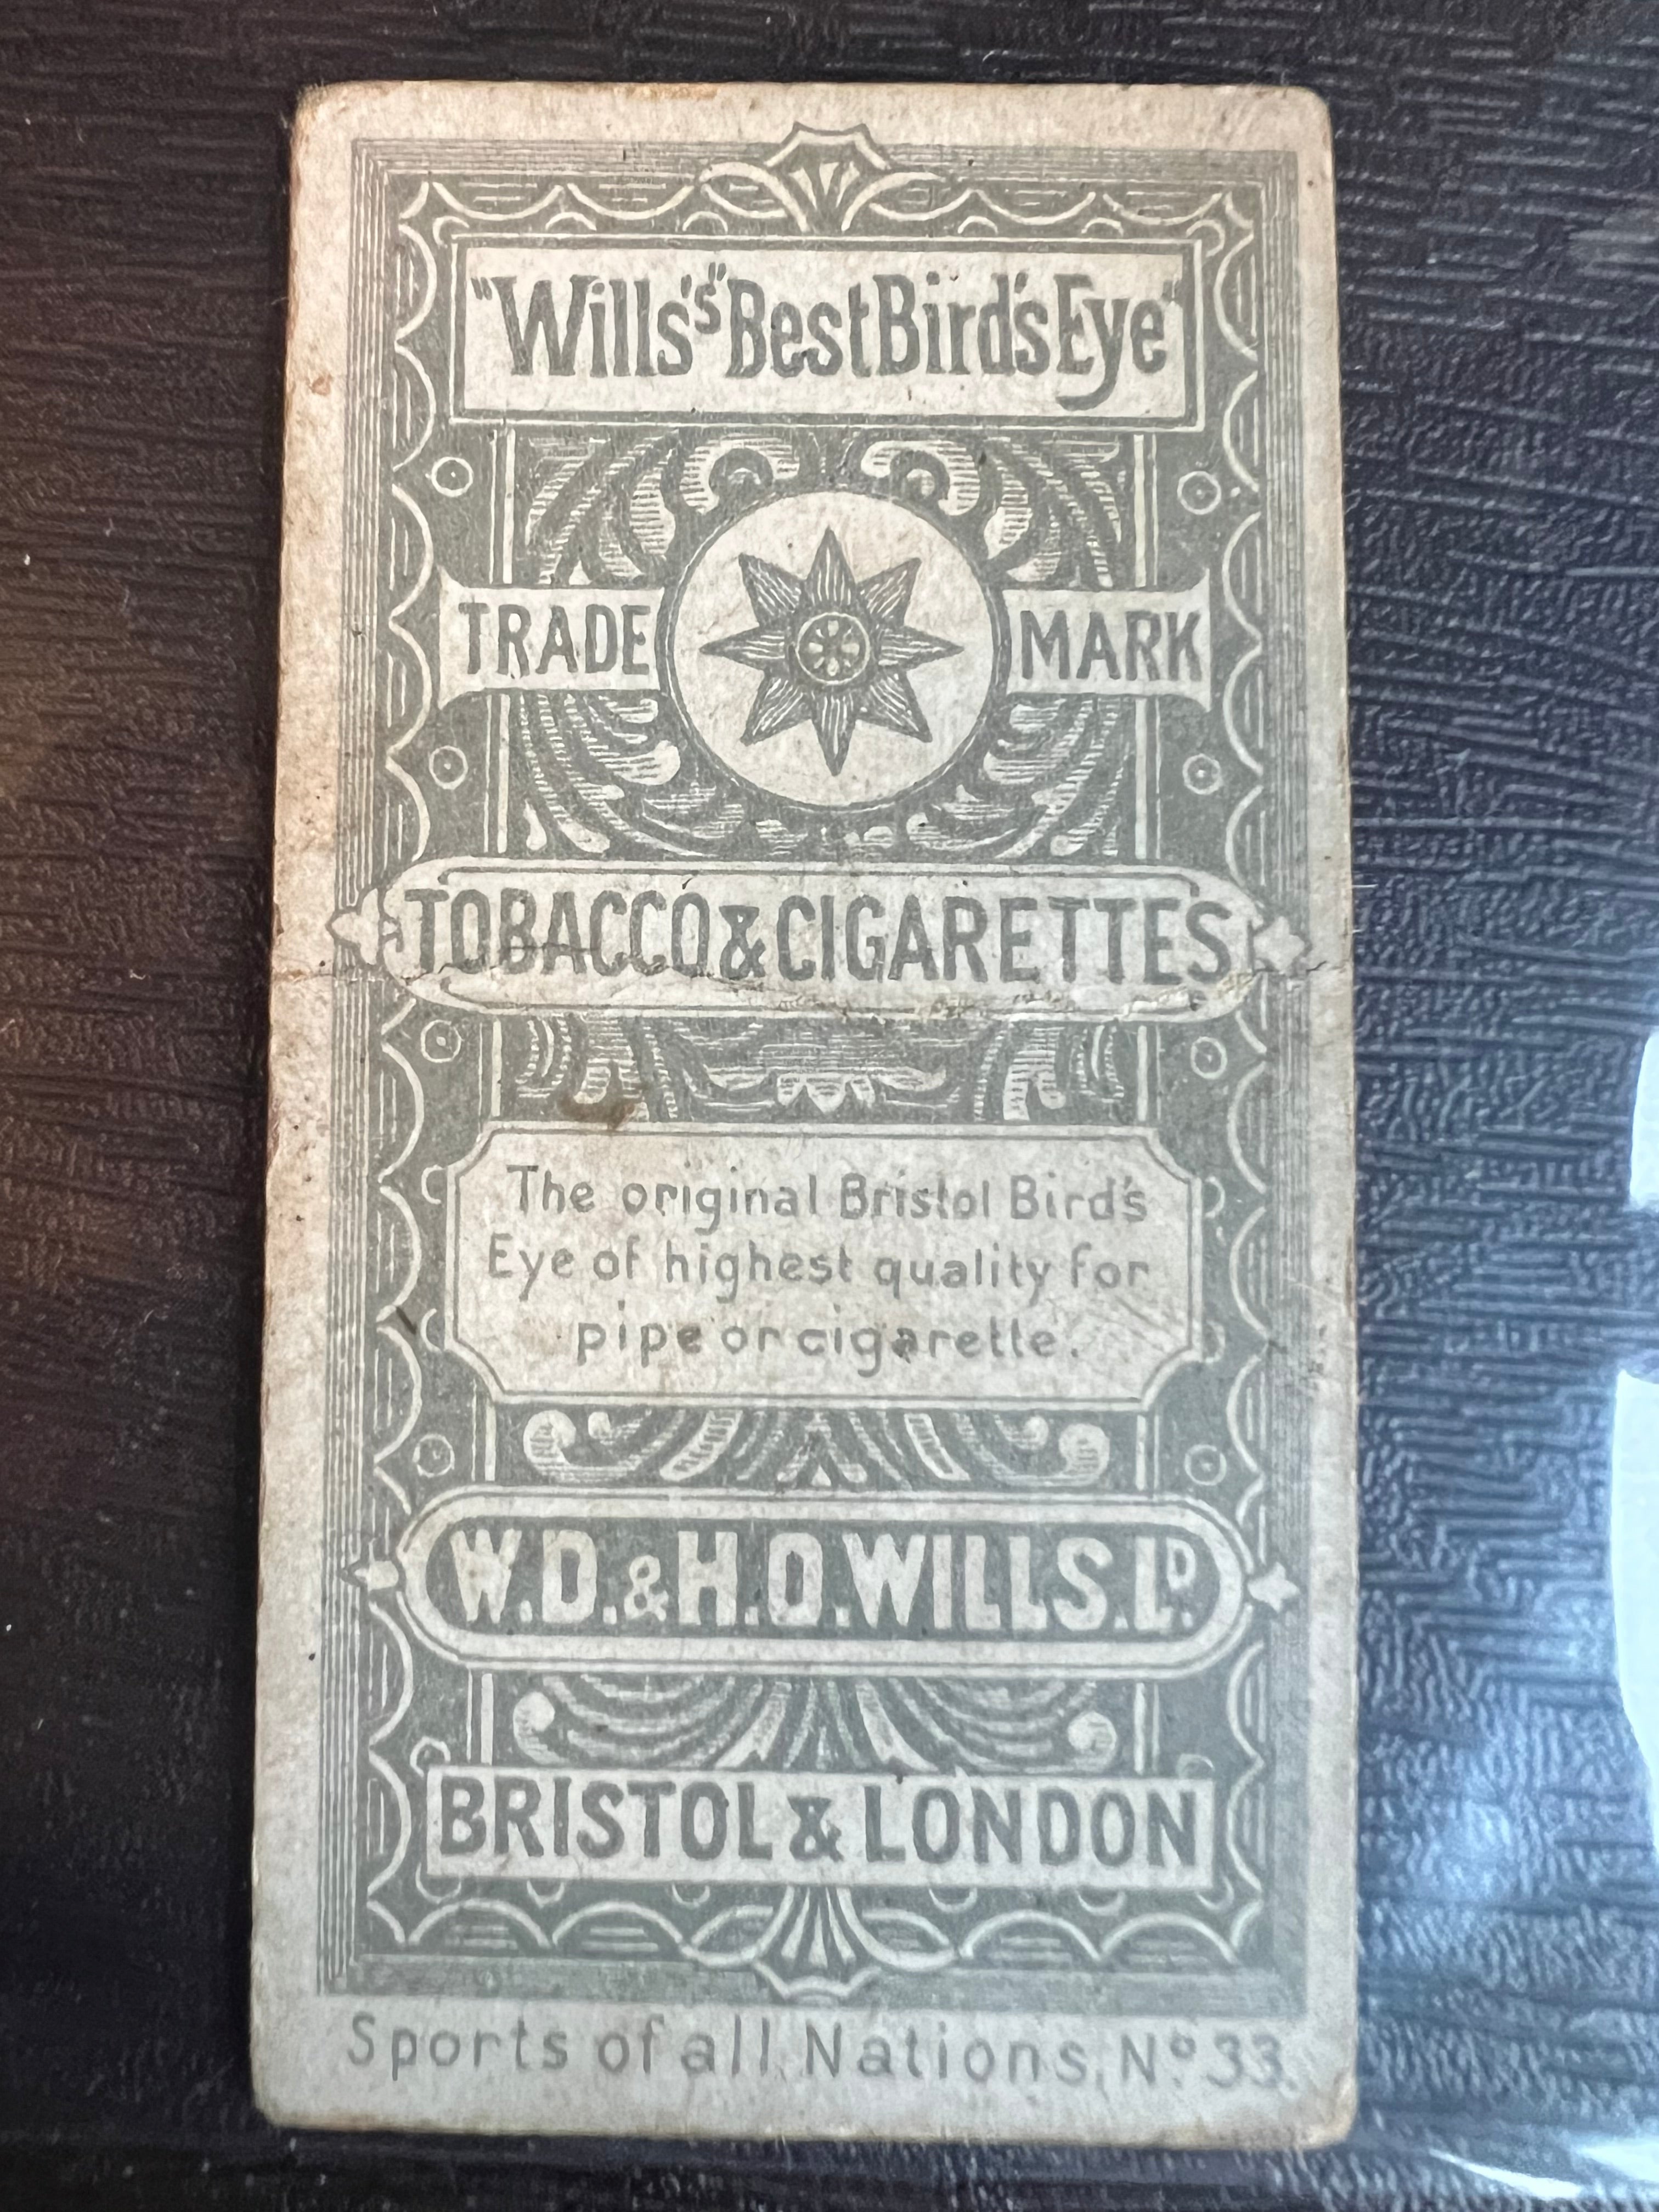 "Wills's" Best Bird's Eye"
TRADE MARK
TOBACCO & CIGARETTES
The original Bristol Bird's
Eye of highest quality for
pipe or cigarette.
W.D. & H.O. WILLS. LD.
BRISTOL & LONDON
Sports of all Nations, No. 33.